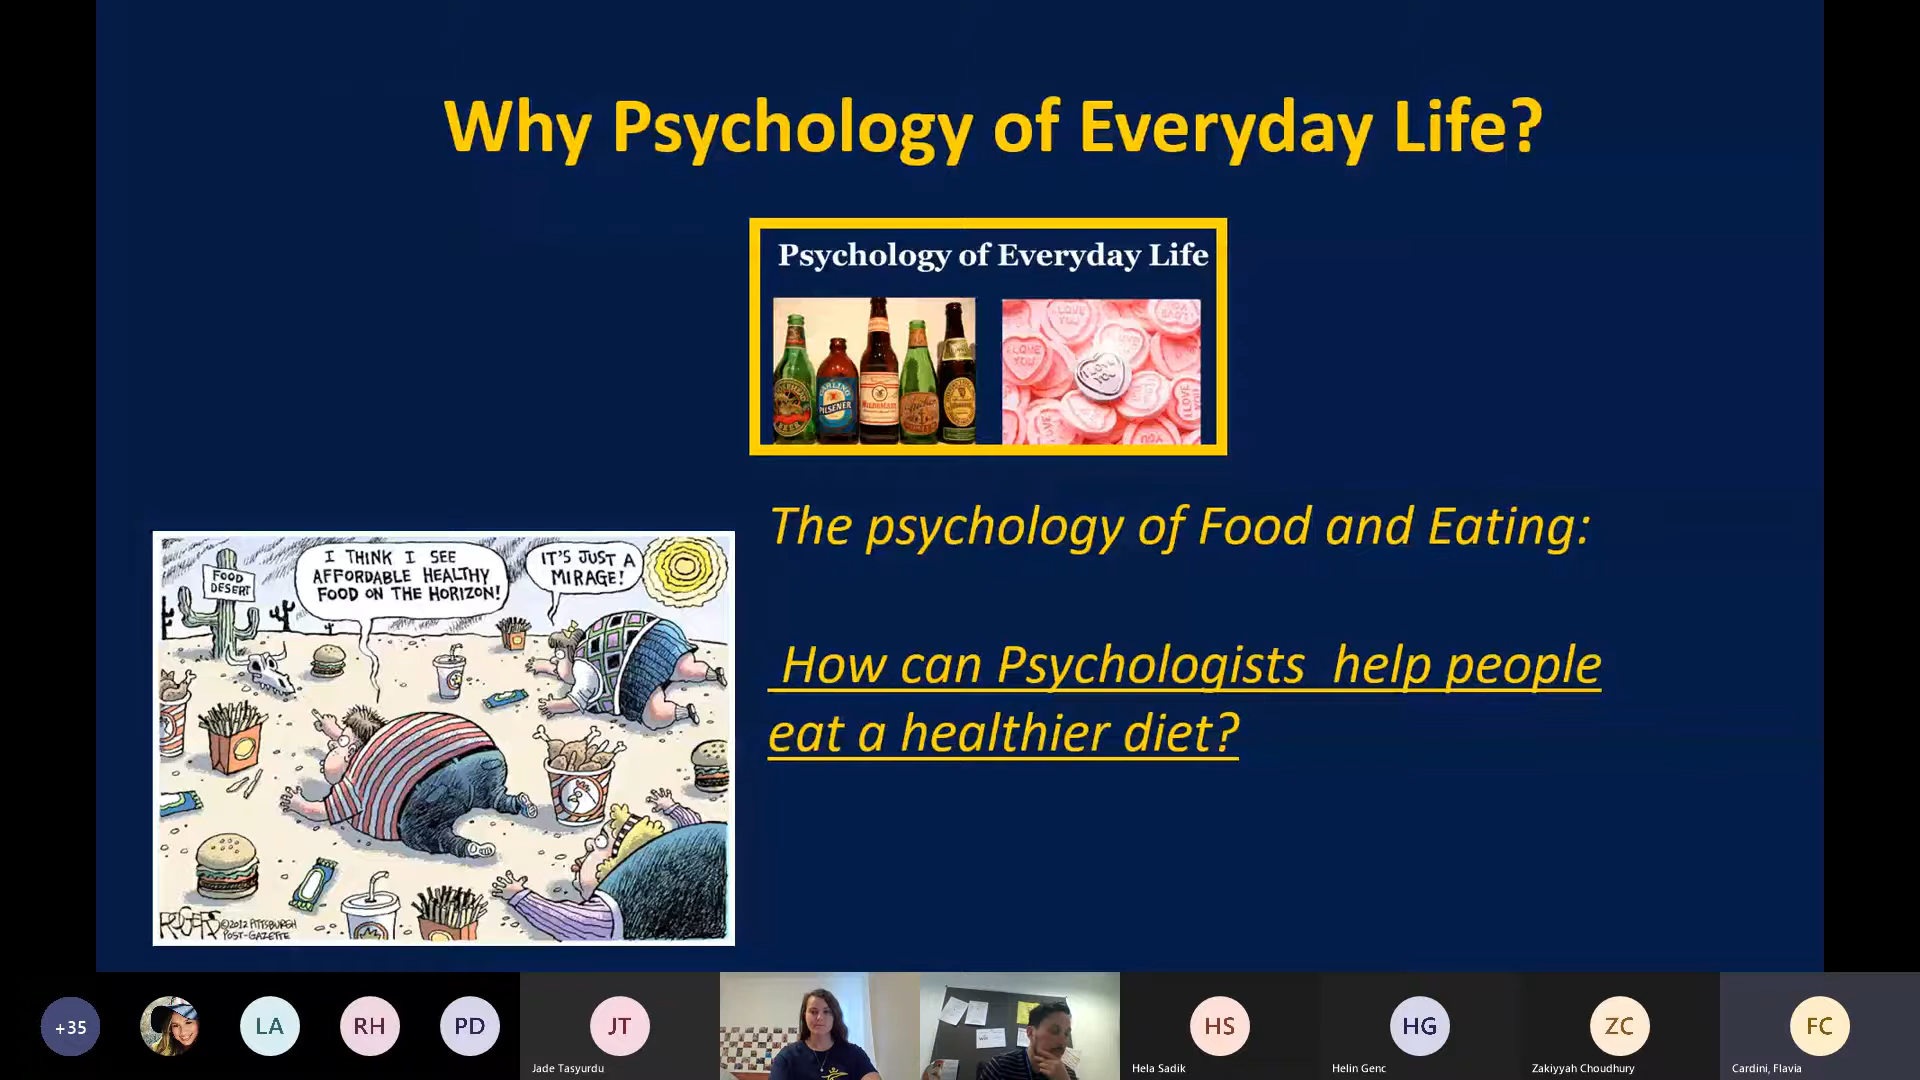 Why Psychology of Everyday Life?
Psychology of Everyday Life
PILSENER
I LOVE
YOU
The psychology of Food and Eating:
How can Psychologists help people
eat a healthier diet?
FOOD
DESERT
I THINK I SEE
AFFORDABLE HEALTHY
FOOD ON THE HORIZON!
IT'S JUST A
MIRAGE!
ROGERS ©2012 PITTSBURGH
POST-GAZETTE
+35
LA
RH
PD
JT
Jade Tasyurdu
HS
Hela Sadik
HG
Helin Genc
ZC
Zakiyyah Choudhury
FC
Cardini, Flavia